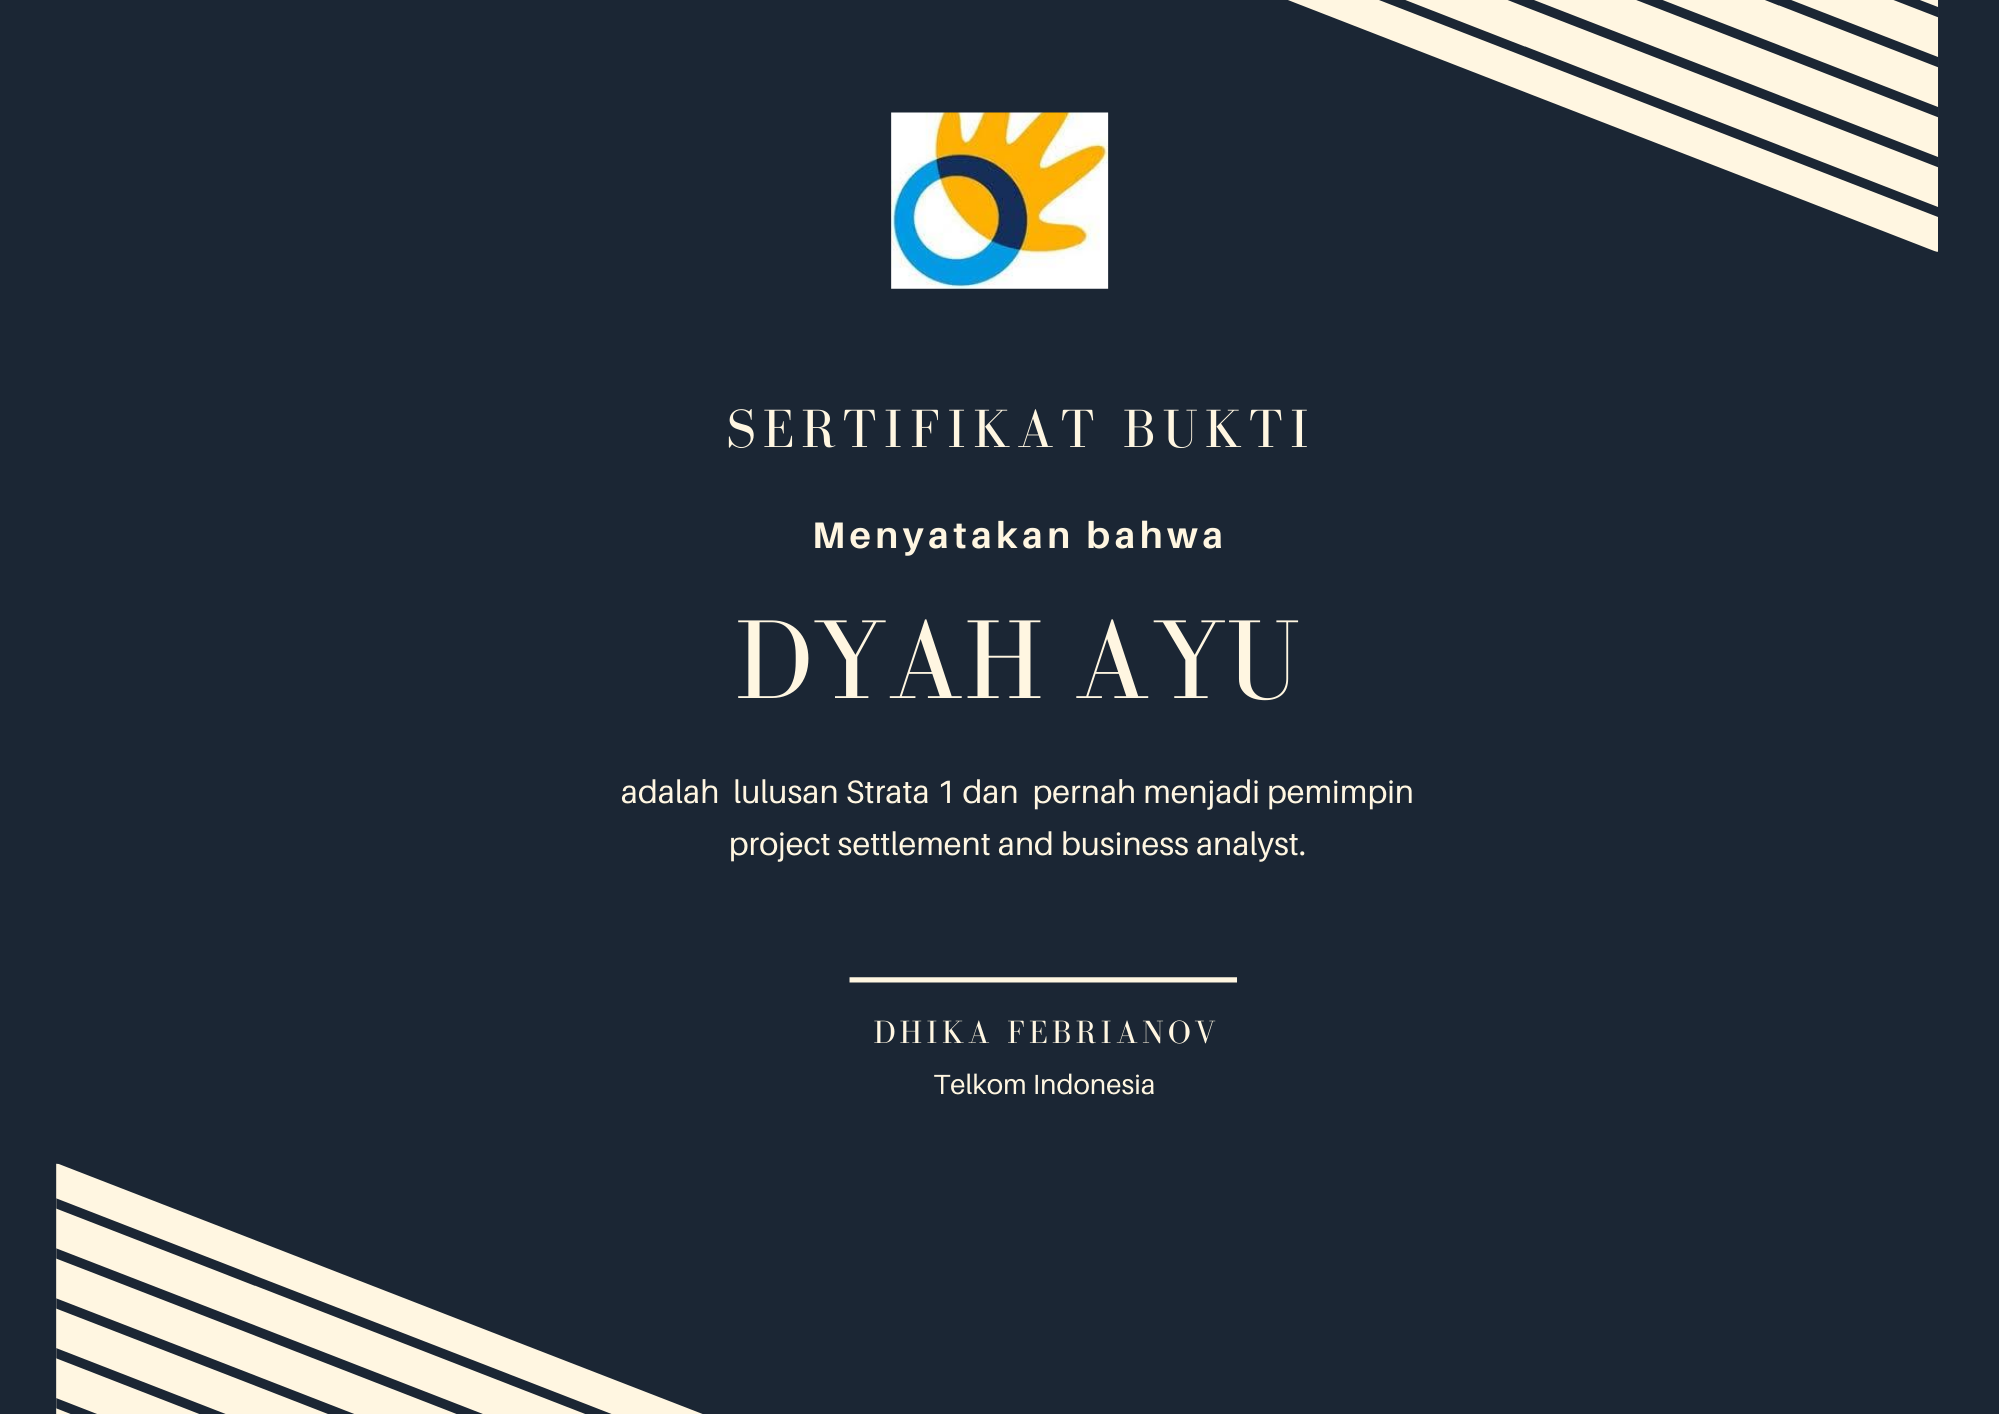 SERTIFIKAT BUKTI
Menyatakan bahwa
DYAH AYU
adalah lulusan Strata 1 dan pernah menjadi pemimpin
project settlement and business analyst.
DHIKA FEBRIANOV
Telkom Indonesia